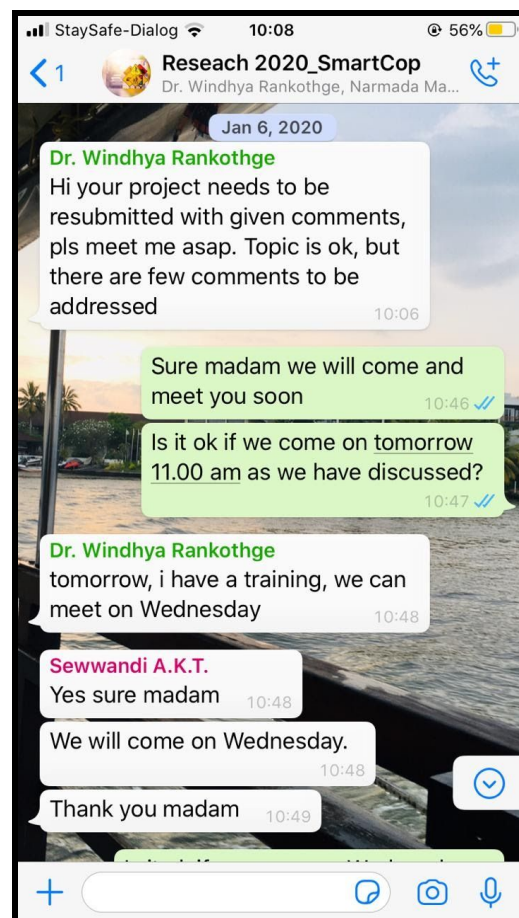 StaySafe-Dialog 10:08 56%
1 Reseach 2020_SmartCop
Dr. Windhya Rankothge, Narmada Ma...
Jan 6, 2020
Dr. Windhya Rankothge
Hi your project needs to be
resubmitted with given comments,
pls meet me asap. Topic is ok, but
there are few comments to be
addressed 10:06
Sure madam we will come and
meet you soon 10:46
Is it ok if we come on tomorrow
11.00 am as we have discussed?
10:47
Dr. Windhya Rankothge
tomorrow, i have a training, we can
meet on Wednesday 10:48
Sewwandi A.K.T.
Yes sure madam 10:48
We will come on Wednesday.
10:48
Thank you madam 10:49